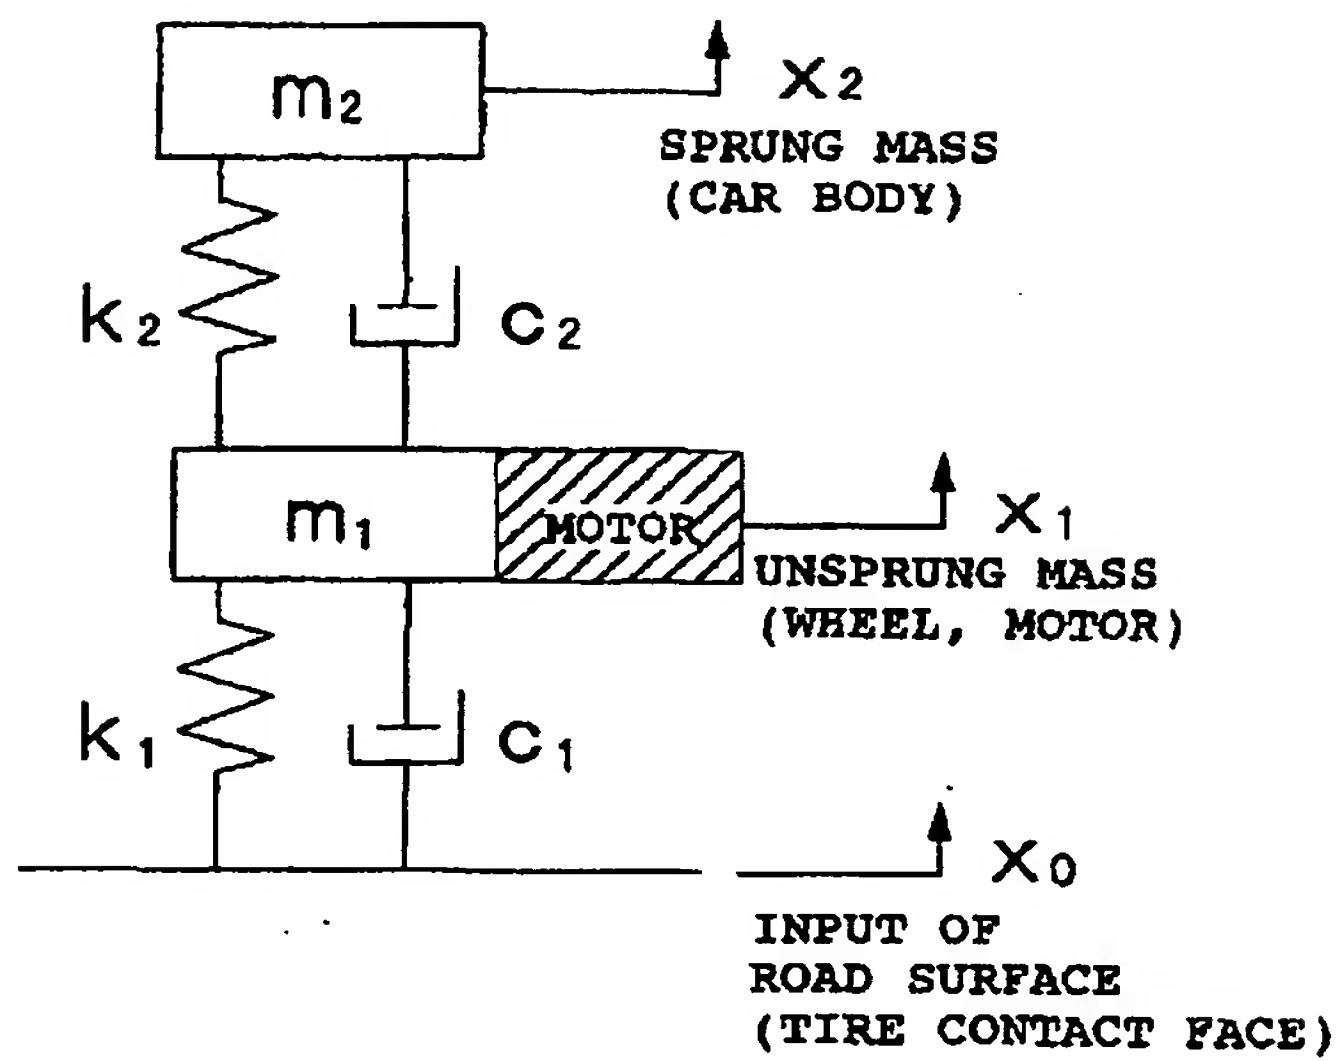 m₂
x₂
SPRUNG MASS
(CAR BODY)
k₂
c₂
m₁
MOTOR
x₁
UNSPRUNG MASS
(WHEEL, MOTOR)
k₁
c₁
x₀
INPUT OF
ROAD SURFACE
(TIRE CONTACT FACE)